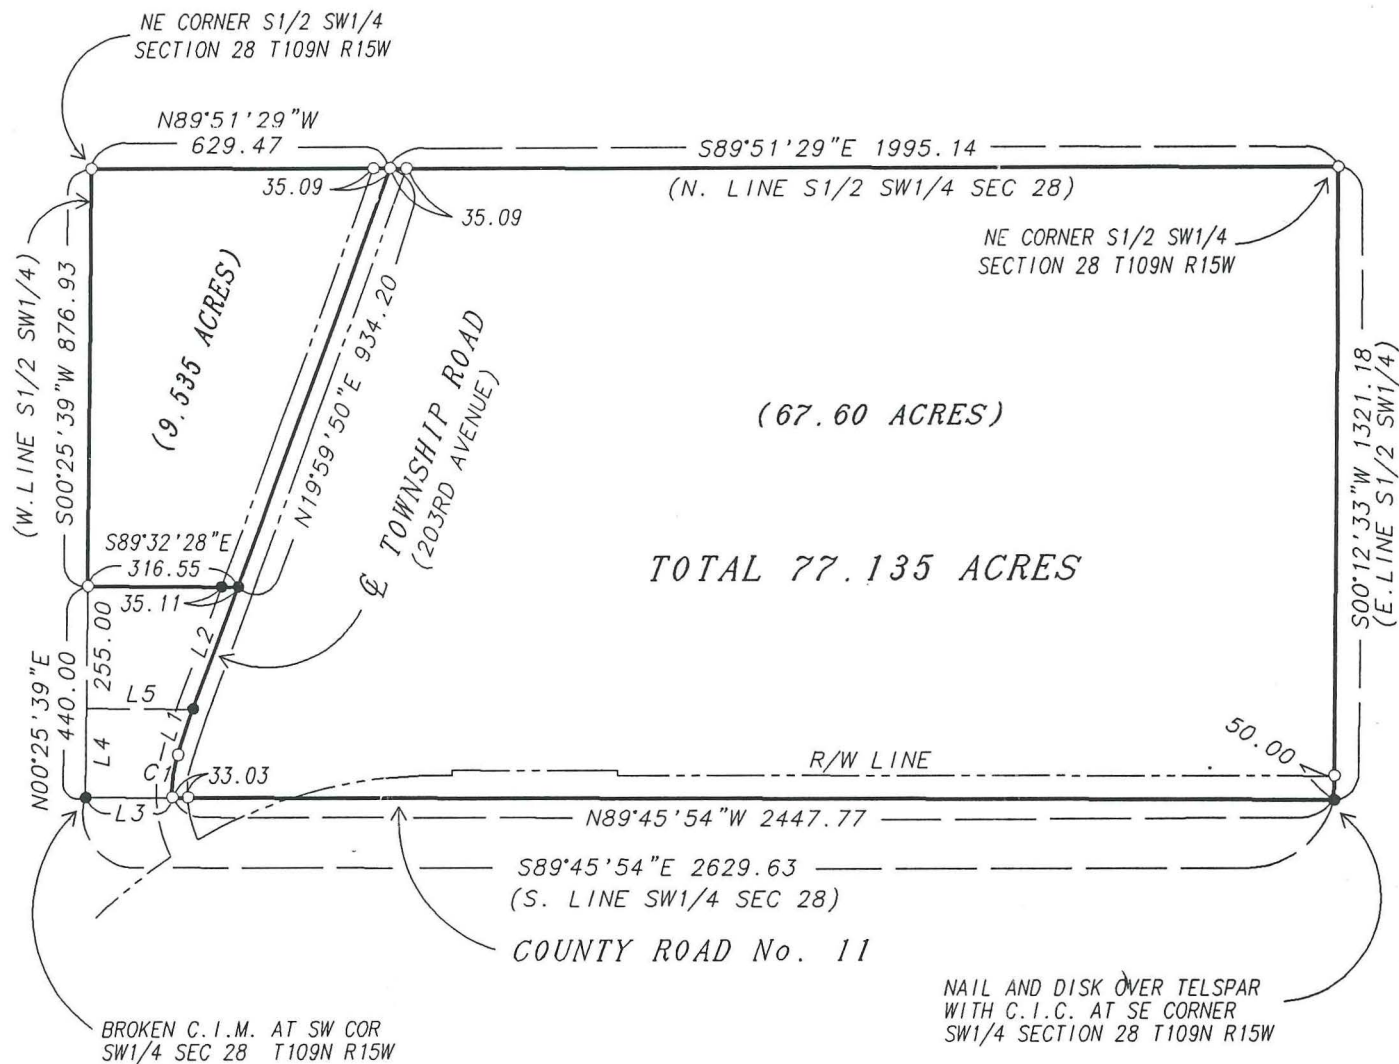 NE CORNER S1/2 SW1/4
SECTION 28 T109N R15W
N89°51'29"W
629.47
S89°51'29"E 1995.14
(N. LINE S1/2 SW1/4 SEC 28)
35.09
35.09
NE CORNER S1/2 SW1/4
SECTION 28 T109N R15W
(W.LINE S1/2 SW1/4)
S00°25'39"W 876.93
(9.535 ACRES)
N19°59'50"E 934.20
℄ TOWNSHIP ROAD
(203RD AVENUE)
(67.60 ACRES)
TOTAL 77.135 ACRES
S00°12'33"W 1321.18
(E.LINE S1/2 SW1/4)
S89°32'28"E
316.55
35.11
N00°25'39"E
440.00
255.00
L2
L5
L1
L4
C1
L3
33.03
R/W LINE
50.00
N89°45'54"W 2447.77
S89°45'54"E 2629.63
(S. LINE SW1/4 SEC 28)
COUNTY ROAD No. 11
BROKEN C.I.M. AT SW COR
SW1/4 SEC 28 T109N R15W
NAIL AND DISK OVER TELSPAR
WITH C.I.C. AT SE CORNER
SW1/4 SECTION 28 T109N R15W